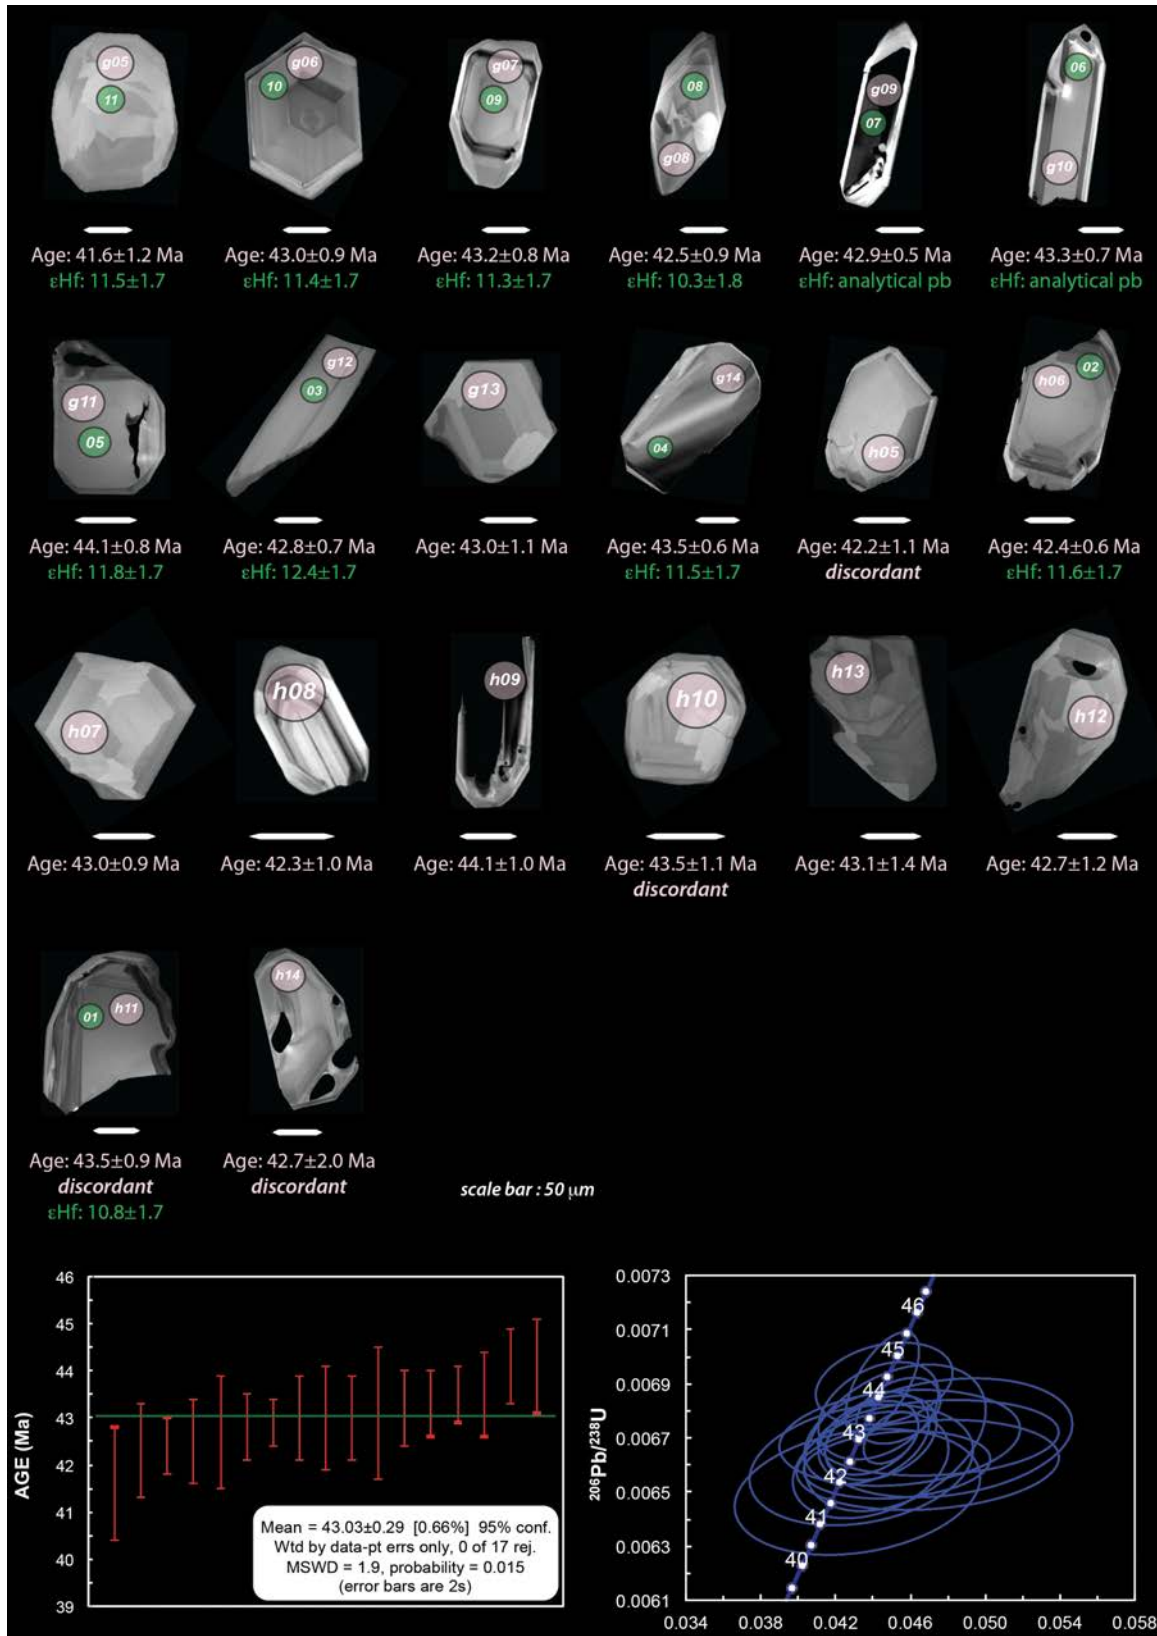 g05
11
g06
10
g07
09
08
g08
g09
07
06
g10
Age: 41.6±1.2 Ma
εHf: 11.5±1.7
Age: 43.0±0.9 Ma
εHf: 11.4±1.7
Age: 43.2±0.8 Ma
εHf: 11.3±1.7
Age: 42.5±0.9 Ma
εHf: 10.3±1.8
Age: 42.9±0.5 Ma
εHf: analytical pb
Age: 43.3±0.7 Ma
εHf: analytical pb
g11
05
g12
03
g13
g14
04
h05
h06
02
Age: 44.1±0.8 Ma
εHf: 11.8±1.7
Age: 42.8±0.7 Ma
εHf: 12.4±1.7
Age: 43.0±1.1 Ma
Age: 43.5±0.6 Ma
εHf: 11.5±1.7
Age: 42.2±1.1 Ma
discordant
Age: 42.4±0.6 Ma
εHf: 11.6±1.7
h07
h08
h09
h10
h13
h12
Age: 43.0±0.9 Ma
Age: 42.3±1.0 Ma
Age: 44.1±1.0 Ma
Age: 43.5±1.1 Ma
discordant
Age: 43.1±1.4 Ma
Age: 42.7±1.2 Ma
01
h11
h14
Age: 43.5±0.9 Ma
discordant
εHf: 10.8±1.7
Age: 42.7±2.0 Ma
discordant
scale bar : 50 μm
AGE (Ma)
46
45
44
43
42
41
40
39
Mean = 43.03±0.29 [0.66%] 95% conf.
Wtd by data-pt errs only, 0 of 17 rej.
MSWD = 1.9, probability = 0.015
(error bars are 2s)
²⁰⁶Pb/²³⁸U
0.0073
0.0071
0.0069
0.0067
0.0065
0.0063
0.0061
46
45
44
43
42
41
40
0.034
0.038
0.042
0.046
0.050
0.054
0.058